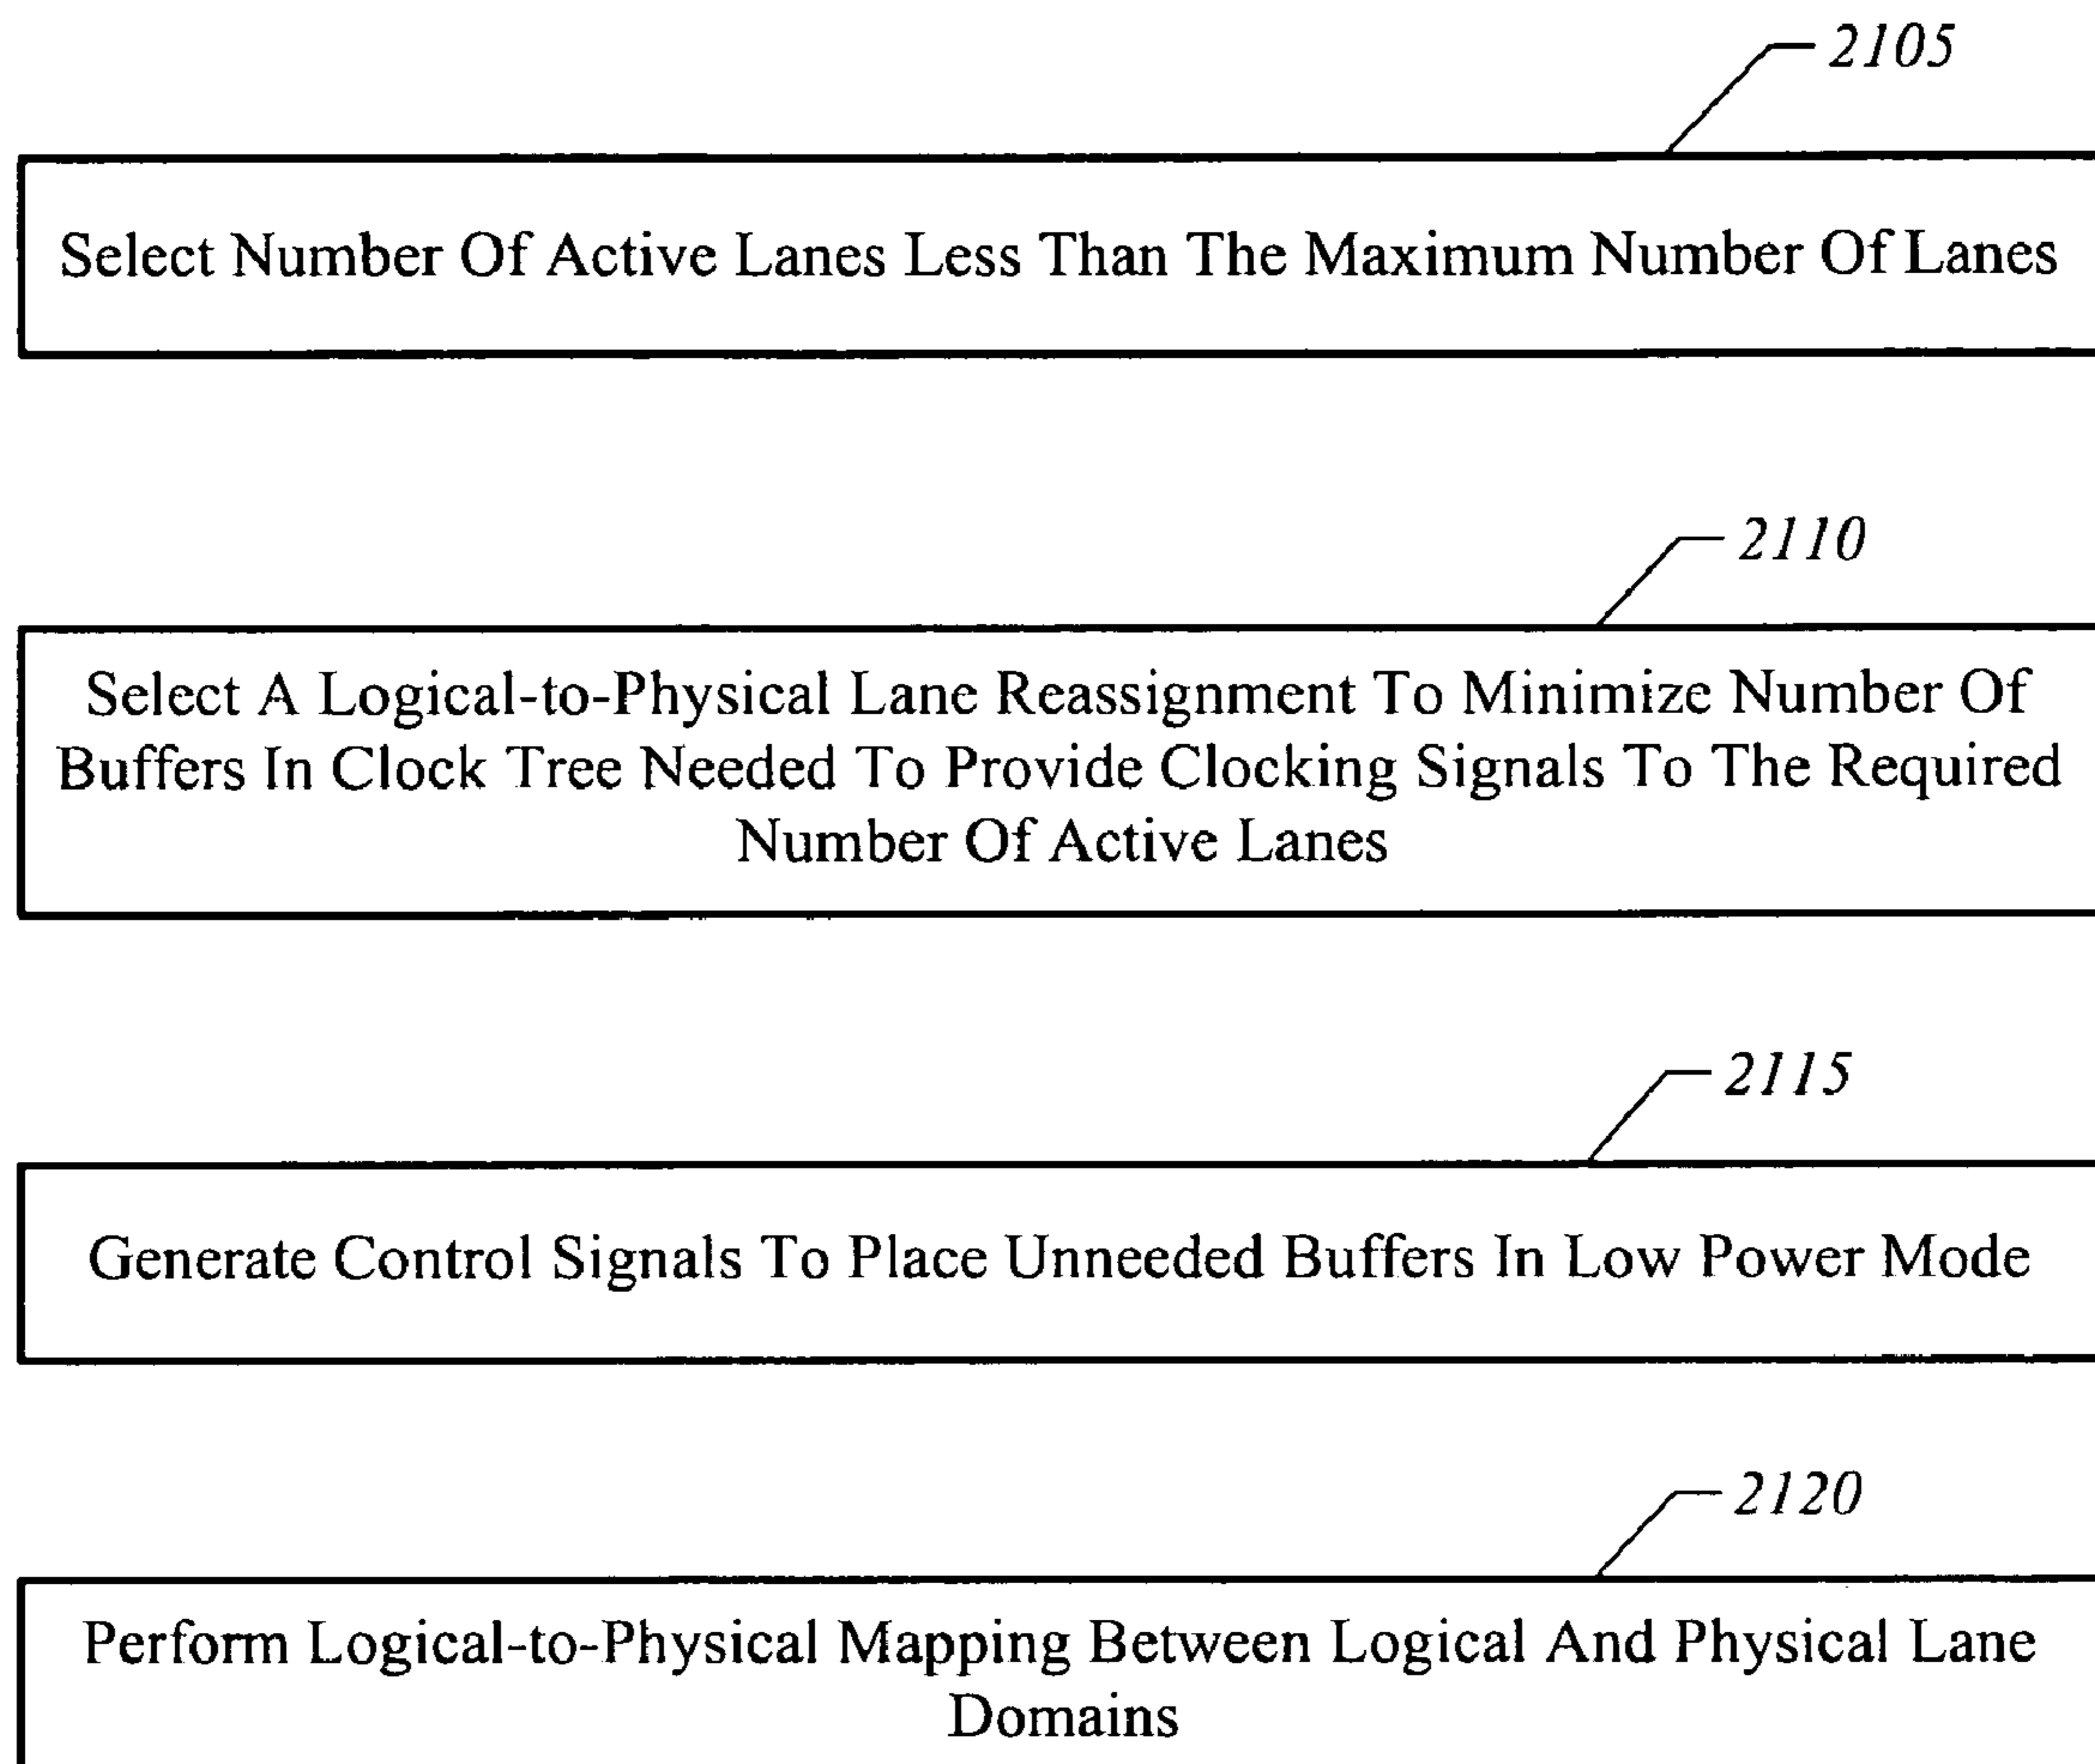 2105
Select Number Of Active Lanes Less Than The Maximum Number Of Lanes
2110
Select A Logical-to-Physical Lane Reassignment To Minimize Number Of
Buffers In Clock Tree Needed To Provide Clocking Signals To The Required
Number Of Active Lanes
2115
Generate Control Signals To Place Unneeded Buffers In Low Power Mode
2120
Perform Logical-to-Physical Mapping Between Logical And Physical Lane
Domains